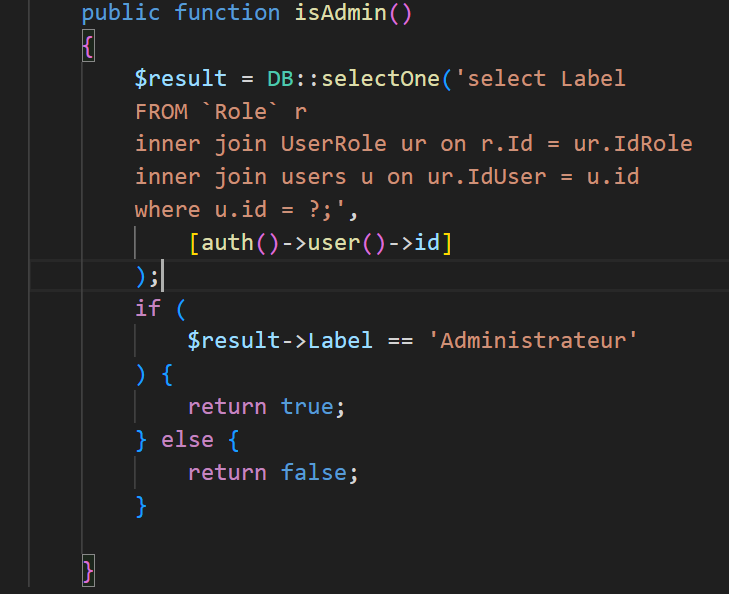 public function isAdmin()
{
$result = DB::selectOne('select Label
FROM `Role` r
inner join UserRole ur on r.Id = ur.IdRole
inner join users u on ur.IdUser = u.id
where u.id = ?;',
[auth()->user()->id]
);
if (
$result->Label == 'Administrateur'
) {
return true;
} else {
return false;
}
}